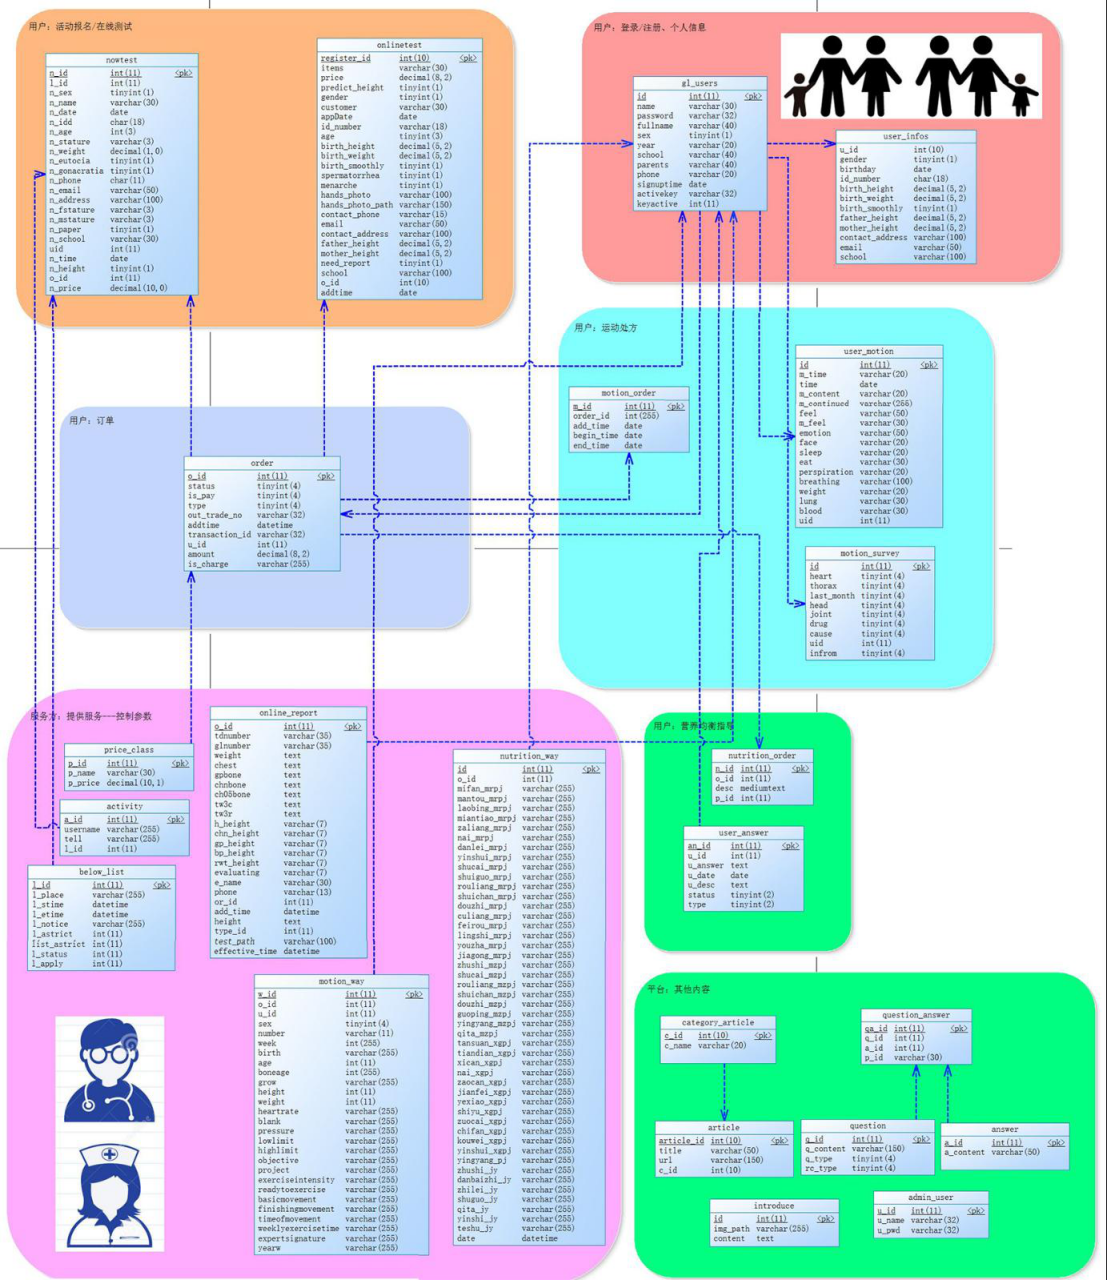 用户：活动报名/在线测试
nowtest
n_id int(11) <pk>
l_id int(11)
n_sex tinyint(1)
n_name varchar(30)
n_date date
n_idd char(18)
n_age int(3)
n_stature varchar(3)
n_weight decimal(1,0)
n_eutocia tinyint(1)
n_gonacratia tinyint(1)
n_phone char(11)
n_email varchar(50)
n_address varchar(100)
n_fstature varchar(3)
n_mstature varchar(3)
n_paper tinyint(1)
n_school varchar(30)
uid int(11)
n_time date
n_height tinyint(1)
o_id int(11)
n_price decimal(10,0)
onlinetest
register_id int(10) <pk>
items varchar(30)
price decimal(8,2)
predict_height tinyint(1)
gender tinyint(1)
customer varchar(30)
appDate date
id_number varchar(18)
age tinyint(3)
birth_height decimal(5,2)
birth_weight decimal(5,2)
birth_smoothly tinyint(1)
spermatorrhea tinyint(1)
menarche tinyint(1)
hands_photo varchar(100)
hands_photo_path varchar(150)
contact_phone varchar(15)
email varchar(50)
contact_address varchar(100)
father_height decimal(5,2)
mother_height decimal(5,2)
need_report tinyint(1)
school varchar(100)
o_id int(10)
addtime date
用户：登录/注册、个人信息
gl_users
id int(11) <pk>
name varchar(30)
password varchar(32)
fullname varchar(40)
sex tinyint(1)
year varchar(20)
school varchar(40)
parents varchar(40)
phone varchar(20)
signuptime date
activekey varchar(32)
keyactive int(11)
user_infos
u_id int(10)
gender tinyint(1)
birthday date
id_number char(18)
birth_height decimal(5,2)
birth_weight decimal(5,2)
birth_smoothly tinyint(1)
father_height decimal(5,2)
mother_height decimal(5,2)
contact_address varchar(100)
email varchar(50)
school varchar(100)
用户：运动处方
motion_order
m_id int(11) <pk>
order_id int(255)
add_time date
begin_time date
end_time date
user_motion
id int(11) <pk>
m_time varchar(20)
time date
m_content varchar(20)
m_continued varchar(255)
feel varchar(50)
m_feel varchar(30)
emotion varchar(50)
face varchar(20)
sleep varchar(20)
eat varchar(30)
perspiration varchar(20)
breathing varchar(100)
weight varchar(20)
lung varchar(30)
blood varchar(30)
uid int(11)
motion_survey
id int(11) <pk>
heart tinyint(4)
thorax tinyint(4)
last_month tinyint(4)
head tinyint(4)
joint tinyint(4)
drug tinyint(4)
cause tinyint(4)
uid int(11)
infrom tinyint(4)
用户：订单
order
o_id int(11) <pk>
status tinyint(4)
is_pay tinyint(4)
type tinyint(4)
out_trade_no varchar(32)
addtime datetime
transaction_id varchar(32)
u_id int(11)
amount decimal(8,2)
is_charge varchar(255)
服务方：提供服务---控制参数
price_class
p_id int(11) <pk>
p_name varchar(30)
p_price decimal(10,1)
activity
a_id int(11) <pk>
username varchar(255)
tell varchar(255)
l_id int(11)
below_list
l_id int(11) <pk>
l_place varchar(255)
l_stime datetime
l_etime datetime
l_notice varchar(255)
l_astrict int(11)
list_astrict int(11)
l_status int(11)
l_apply int(11)
online_report
o_id int(11) <pk>
tdnumber varchar(35)
glnumber varchar(35)
weight text
chest text
gpbone text
chnbone text
ch05bone text
tw3c text
tw3r text
h_height varchar(7)
chn_height varchar(7)
gp_height varchar(7)
bp_height varchar(7)
rwt_height varchar(7)
evaluating varchar(7)
e_name varchar(30)
phone varchar(13)
or_id int(11)
add_time datetime
height text
type_id int(11)
test_path varchar(100)
effective_time datetime
motion_way
w_id int(11) <pk>
o_id int(11)
u_id int(11)
sex tinyint(4)
number varchar(11)
week int(255)
birth varchar(255)
age int(11)
boneage int(255)
grow varchar(255)
height int(11)
weight int(11)
heartrate varchar(255)
blank varchar(255)
pressure varchar(255)
lowlimit varchar(255)
highlimit varchar(255)
objective varchar(255)
project varchar(255)
exerciseintensity varchar(255)
readytoexercise varchar(255)
basicmovement varchar(255)
finishingmovement varchar(255)
timeofmovement varchar(255)
weeklyexercisetime varchar(255)
expertsignature varchar(255)
yearw varchar(255)
nutrition_way
id int(11) <pk>
o_id int(11)
mifan_mrpj varchar(255)
mantou_mrpj varchar(255)
laobing_mrpj varchar(255)
miantiao_mrpj varchar(255)
zaliang_mrpj varchar(255)
nai_mrpj varchar(255)
danlei_mrpj varchar(255)
yinshui_mrpj varchar(255)
shucai_mrpj varchar(255)
shuiguo_mrpj varchar(255)
rouliang_mrpj varchar(255)
shuichan_mrpj varchar(255)
douzhi_mrpj varchar(255)
culiang_mrpj varchar(255)
feirou_mrpj varchar(255)
lingshi_mrpj varchar(255)
youzha_mrpj varchar(255)
jiagong_mrpj varchar(255)
zhushi_mzpj varchar(255)
shucai_mzpj varchar(255)
rouliang_mzpj varchar(255)
shuichan_mzpj varchar(255)
douzhi_mzpj varchar(255)
guoping_mzpj varchar(255)
yingyang_mzpj varchar(255)
qita_mzpj varchar(255)
tansuan_xgpj varchar(255)
tiandian_xgpj varchar(255)
xican_xgpj varchar(255)
nai_xgpj varchar(255)
zaocan_xgpj varchar(255)
jianfei_xgpj varchar(255)
yexiao_xgpj varchar(255)
shiyu_xgpj varchar(255)
zuocai_xgpj varchar(255)
chifan_xgpj varchar(255)
kouwei_xgpj varchar(255)
yinshui_xgpj varchar(255)
yingyang_pj varchar(255)
zhushi_jy varchar(255)
danbaizhi_jy varchar(255)
zhilei_jy varchar(255)
shuguo_jy varchar(255)
qita_jy varchar(255)
yinshi_jy varchar(255)
teshu_jy varchar(255)
date datetime
用户：营养均衡指导
nutrition_order
n_id int(11) <pk>
o_id int(11)
desc mediumtext
p_id int(11)
user_answer
an_id int(11) <pk>
u_id int(11)
u_answer text
u_date date
u_desc text
status tinyint(2)
type tinyint(2)
平台：其他内容
category_article
c_id int(10) <pk>
c_name varchar(20)
question_answer
qa_id int(11) <pk>
q_id int(11)
a_id int(11)
p_id varchar(30)
article
article_id int(10) <pk>
title varchar(50)
url varchar(150)
c_id int(10)
question
q_id int(11) <pk>
q_content varchar(150)
q_type tinyint(4)
rc_type tinyint(4)
answer
a_id int(11) <pk>
a_content varchar(50)
introduce
id int(11) <pk>
img_path varchar(255)
content text
admin_user
u_id int(11) <pk>
u_name varchar(32)
u_pwd varchar(32)